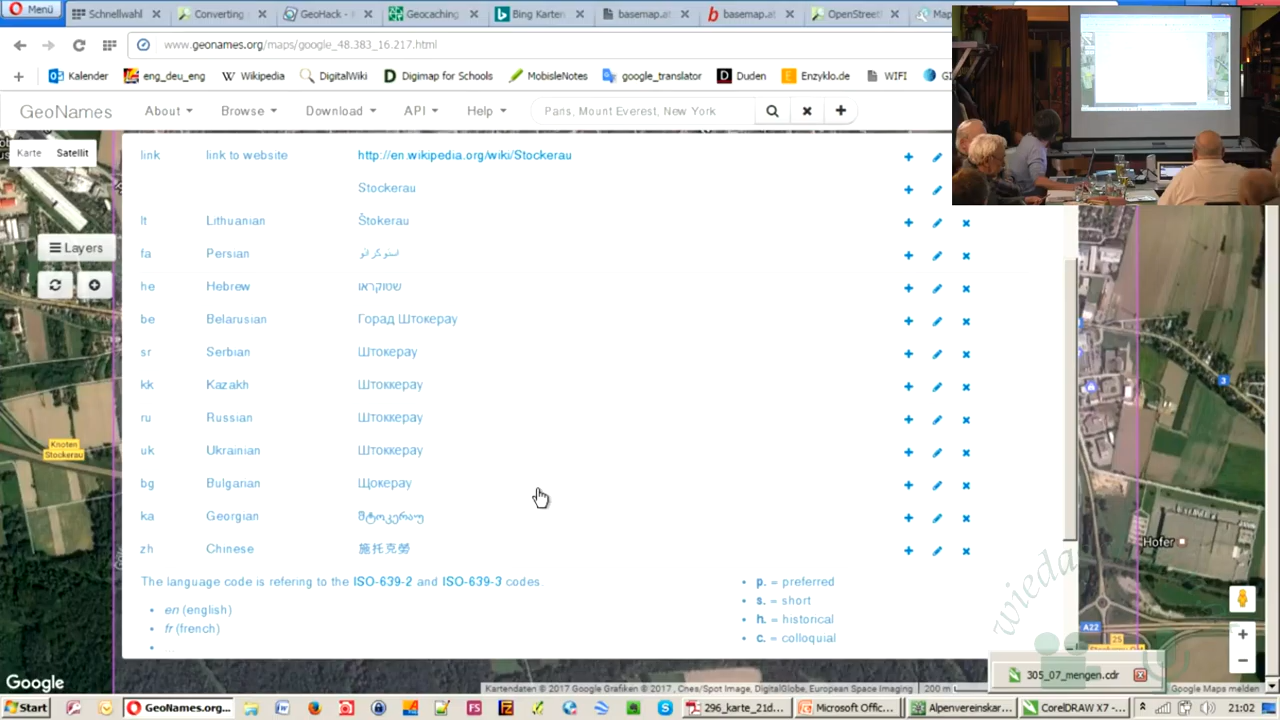 Menü Schnellwahl Converting GeoHack - Geocaching Bing Karten basemap.at basemap.at OpenStreet Map
www.geonames.org/maps/google_48.383_16.217.html
Kalender eng_deu_eng Wikipedia DigitalWiki Digimap for Schools MobisleNotes google_translator Duden Enzyklo.de WIFI
GeoNames About Browse Download API Help Paris, Mount Everest, New York
Karte Satellit
link link to website http://en.wikipedia.org/wiki/Stockerau
Stockerau
lt Lithuanian Štokerau
Layers
fa Persian اشتوکرائو
he Hebrew שטוקראו
be Belarusian Горад Штокерау
sr Serbian Штокерау
kk Kazakh Штоккерау
3
ru Russian Штоккерау
Knoten
Stockerau
uk Ukrainian Штоккерау
bg Bulgarian Щокерау
ka Georgian შტოკერაუ
zh Chinese 施托克勞
Hofer
The language code is refering to the ISO-639-2 and ISO-639-3 codes.
p. = preferred
s. = short
en (english)
h. = historical
fr (french)
c. = colloquial
...
wieda
A22
2S
305_07_mengen.cdr
Google
Kartendaten © 2017 Google Grafiken © 2017 , Cnes/Spot Image, DigitalGlobe, European Space Imaging 200 m Google Maps melden
Start GeoNames.org... 296_karte_21d... Microsoft Offic... Alpenvereinskar... CorelDRAW X7 -... 21:02